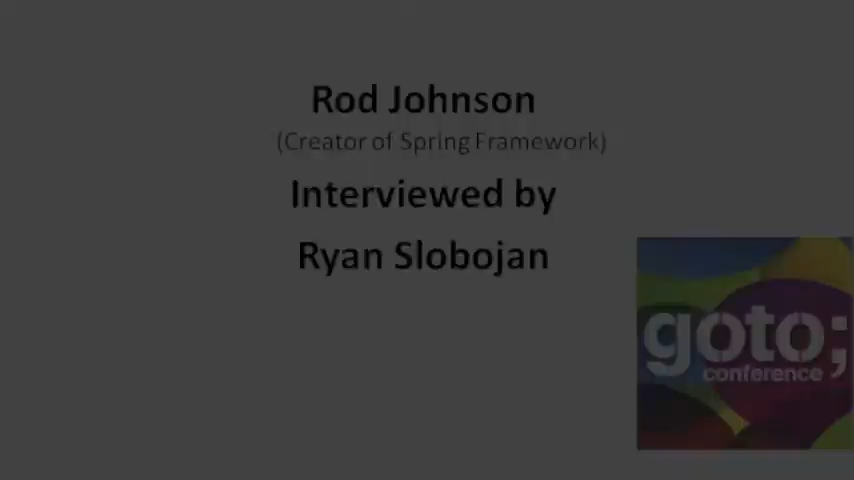 Rod Johnson
(Creator of Spring Framework)
Interviewed by
Ryan Slobojan
goto;
conference